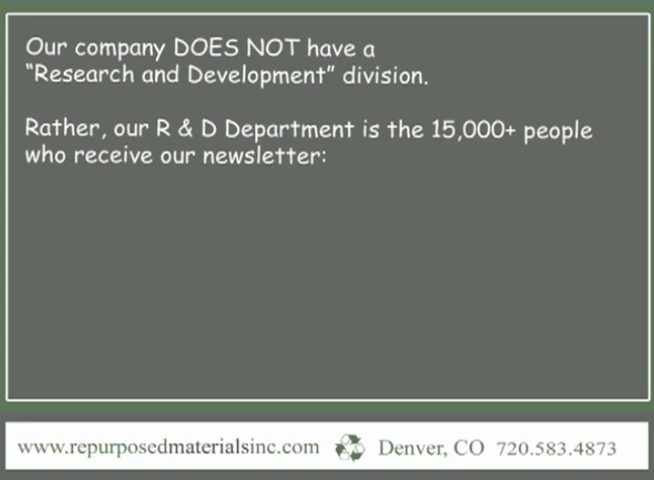 Our company DOES NOT have a
"Research and Development" division.
Rather, our R & D Department is the 15,000+ people
who receive our newsletter:
www.repurposedmaterialsinc.com Denver, CO 720.583.4873